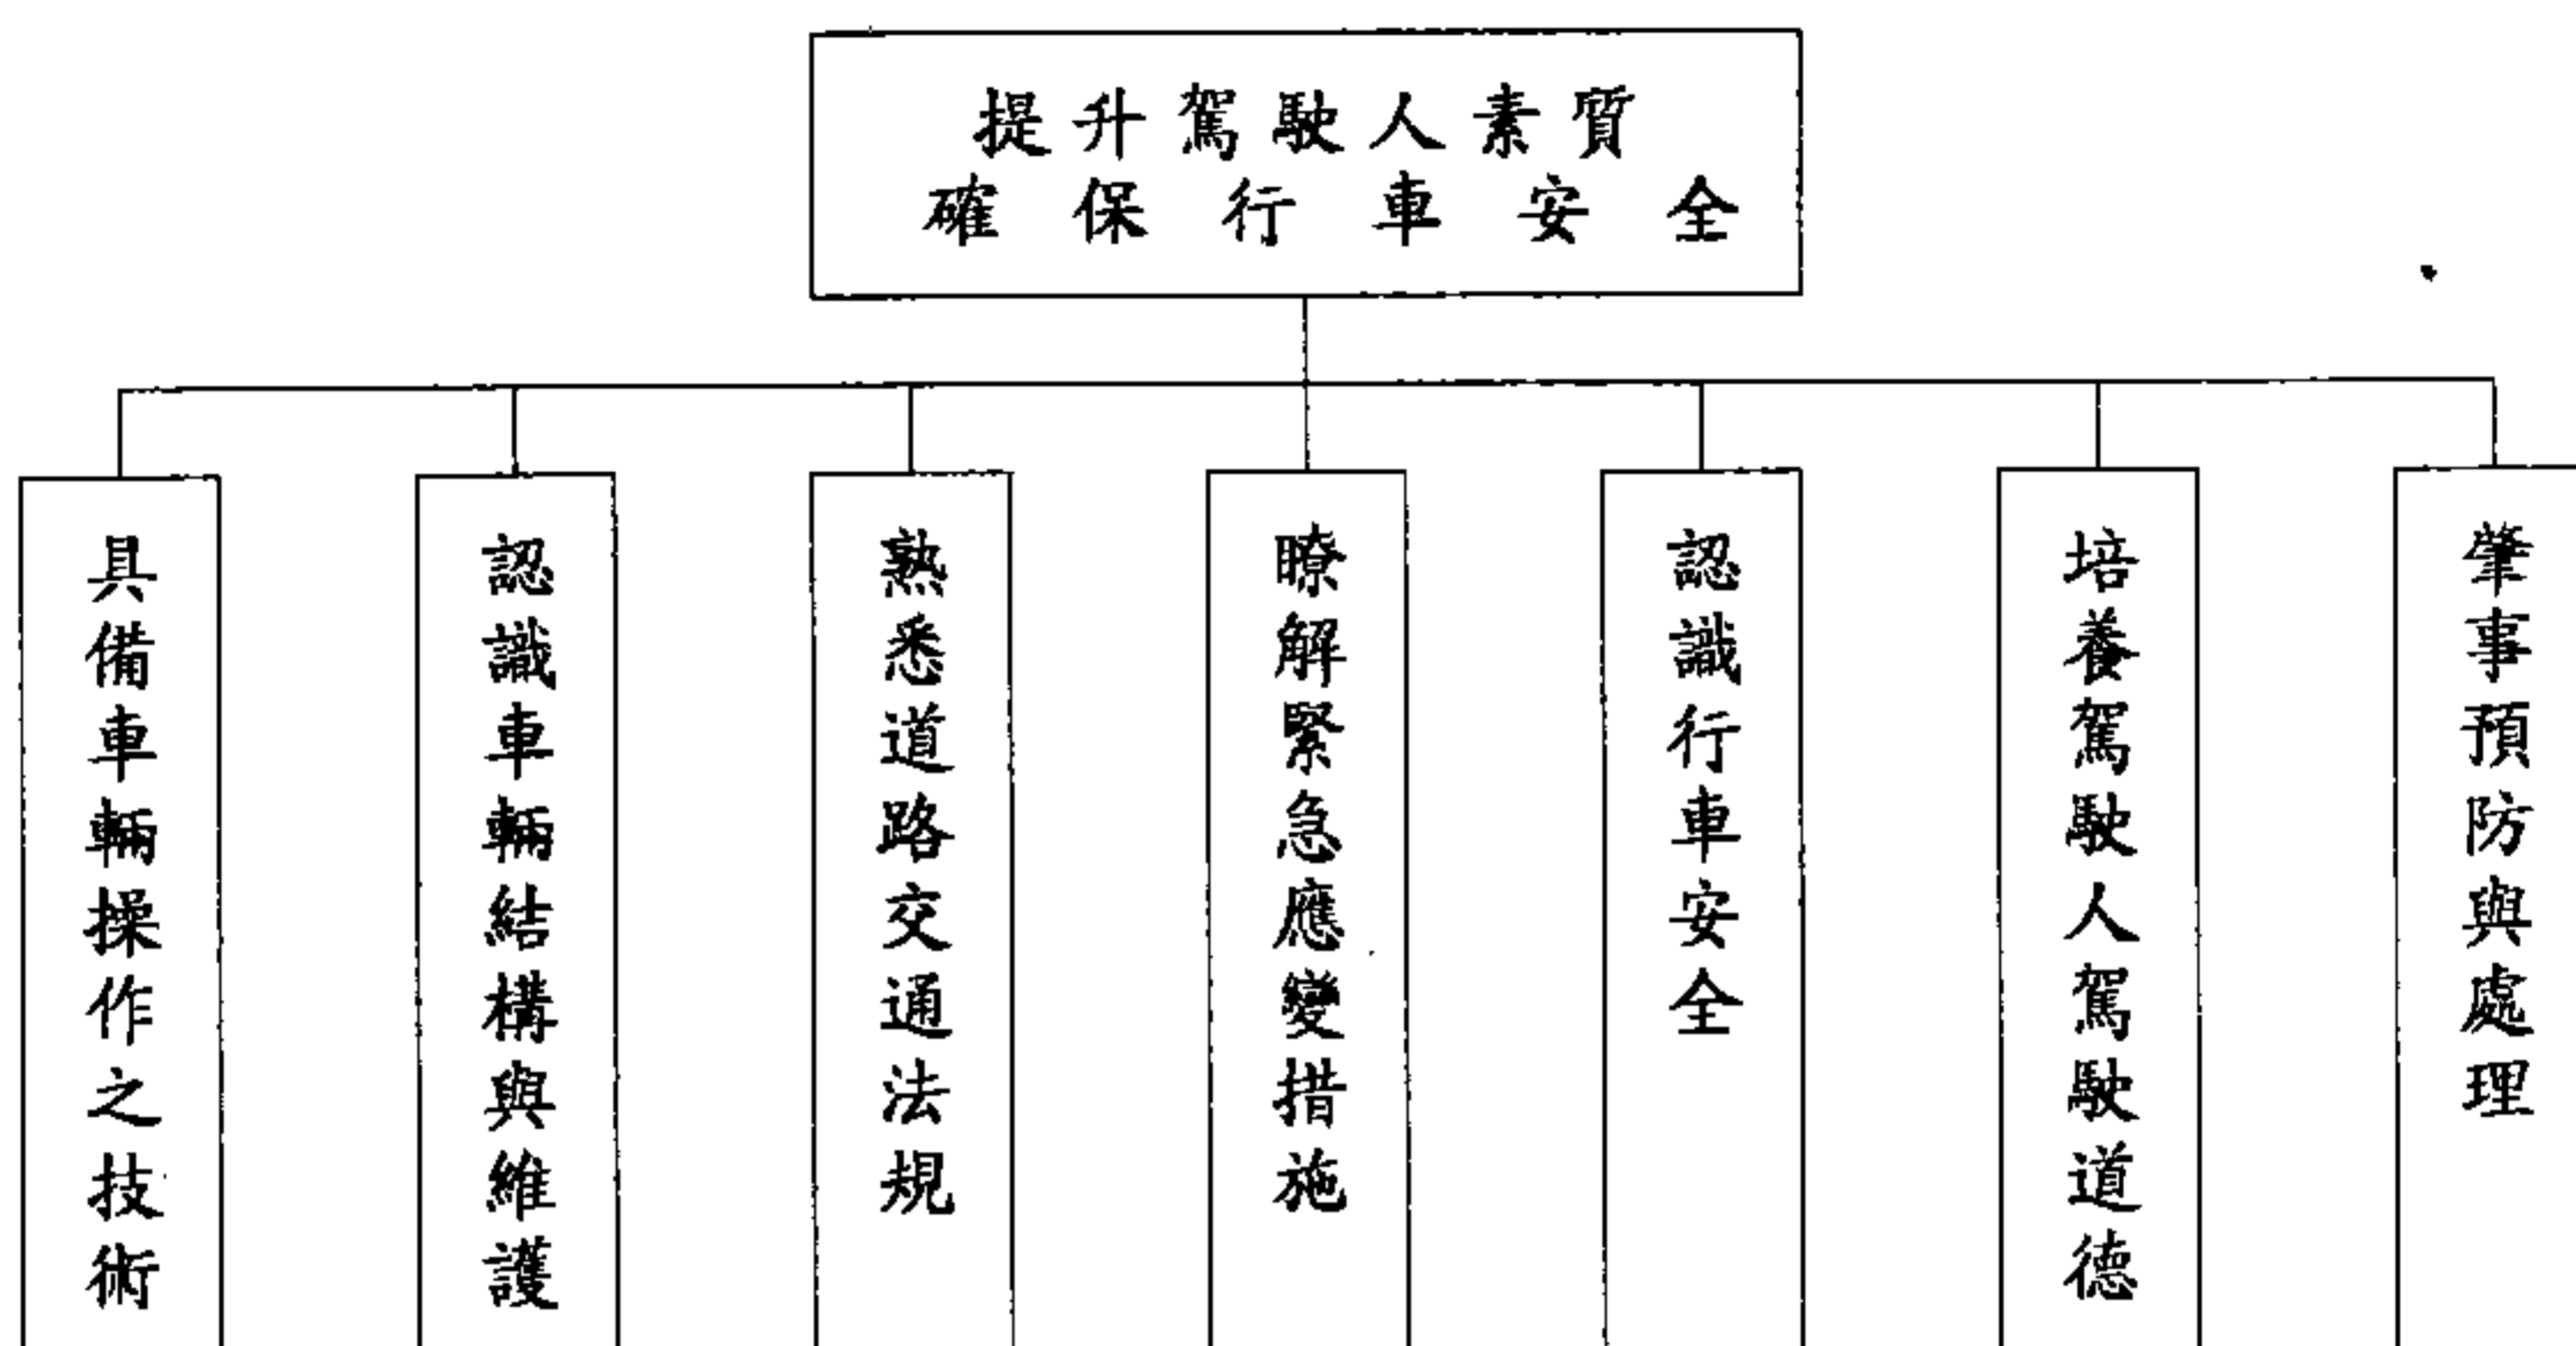 提升駕駛人素質
確保行車安全
具備車輛操作之技術
認識車輛結構與維護
熟悉道路交通法規
瞭解緊急應變措施
認識行車安全
培養駕駛人駕駛道德
肇事預防與處理